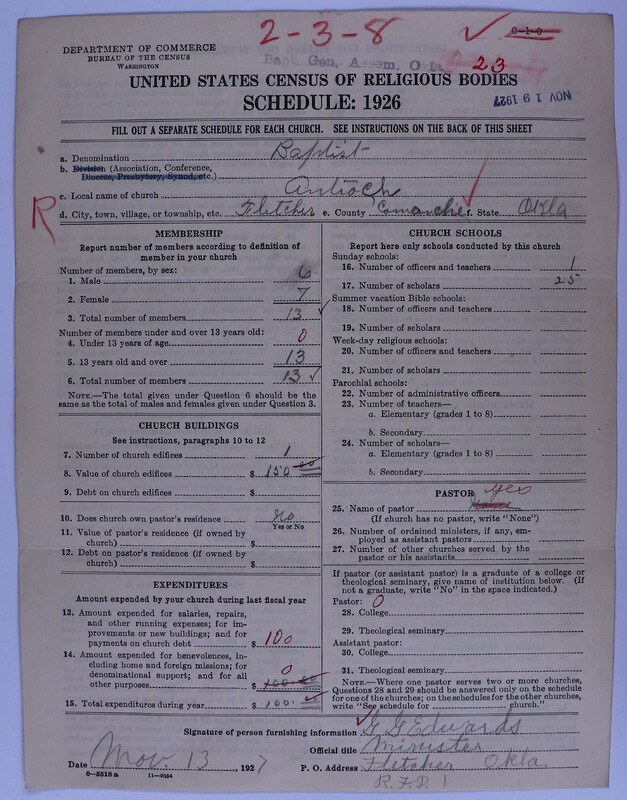 2-3-8 ✓ 0-1-0
DEPARTMENT OF COMMERCE
BUREAU OF THE CENSUS
WASHINGTON
Bapt. Gen. Assem. Okla. 23
UNITED STATES CENSUS OF RELIGIOUS BODIES
SCHEDULE: 1926
NOV 19 1927
FILL OUT A SEPARATE SCHEDULE FOR EACH CHURCH. SEE INSTRUCTIONS ON THE BACK OF THIS SHEET
a. Denomination Baptist
b. Division (Association, Conference,
Diocese, Presbytery, Synod, etc.)
c. Local name of church Antioch
R d. City, town, village, or township, etc. Fletcher e. County Comanche f. State Okla
MEMBERSHIP
Report number of members according to definition of
member in your church
Number of members, by sex:
1. Male 6
2. Female 7
3. Total number of members 13 ✓
Number of members under and over 13 years old:
4. Under 13 years of age 0
5. 13 years old and over 13
6. Total number of members 13 ✓
NOTE.—The total given under Question 6 should be
the same as the total of males and females given under Question 3.
CHURCH BUILDINGS
See instructions, paragraphs 10 to 12
7. Number of church edifices 1
8. Value of church edifices $ 150 00
9. Debt on church edifices $
10. Does church own pastor's residence No
Yes or No
11. Value of pastor's residence (if owned by
church) $
12. Debt on pastor's residence (if owned by
church) $
EXPENDITURES
Amount expended by your church during last fiscal year
13. Amount expended for salaries, repairs,
and other running expenses; for im-
provements or new buildings; and for
payments on church debt $ 100
14. Amount expended for benevolences, in-
cluding home and foreign missions; for
denominational support; and for all
other purposes 0 $ 100.00
15. Total expenditures during year $ 100.00
CHURCH SCHOOLS
Report here only schools conducted by this church
Sunday schools:
16. Number of officers and teachers 1
17. Number of scholars 25
Summer vacation Bible schools:
18. Number of officers and teachers
19. Number of scholars
Week-day religious schools:
20. Number of officers and teachers
21. Number of scholars
Parochial schools:
22. Number of administrative officers
23. Number of teachers—
a. Elementary (grades 1 to 8)
b. Secondary
24. Number of scholars—
a. Elementary (grades 1 to 8)
b. Secondary
PASTOR yes
25. Name of pastor
(If church has no pastor, write "None")
26. Number of ordained ministers, if any, em-
ployed as assistant pastors
27. Number of other churches served by the
pastor or his assistants
If pastor (or assistant pastor) is a graduate of a college or
theological seminary, give name of institution below. (If
not a graduate, write "No" in the space indicated.)
Pastor: 0
28. College
29. Theological seminary
Assistant pastor:
30. College
31. Theological seminary
NOTE.—Where one pastor serves two or more churches,
Questions 28 and 29 should be answered only on the schedule
for one of the churches; on the schedules for the other churches,
write "See schedule for church."
Signature of person furnishing information G G Edwards
Official title Minister
Date Nov 13, 1927 P. O. Address Fletcher Okla.
8-5518a 11-9554 R.F.D. 1